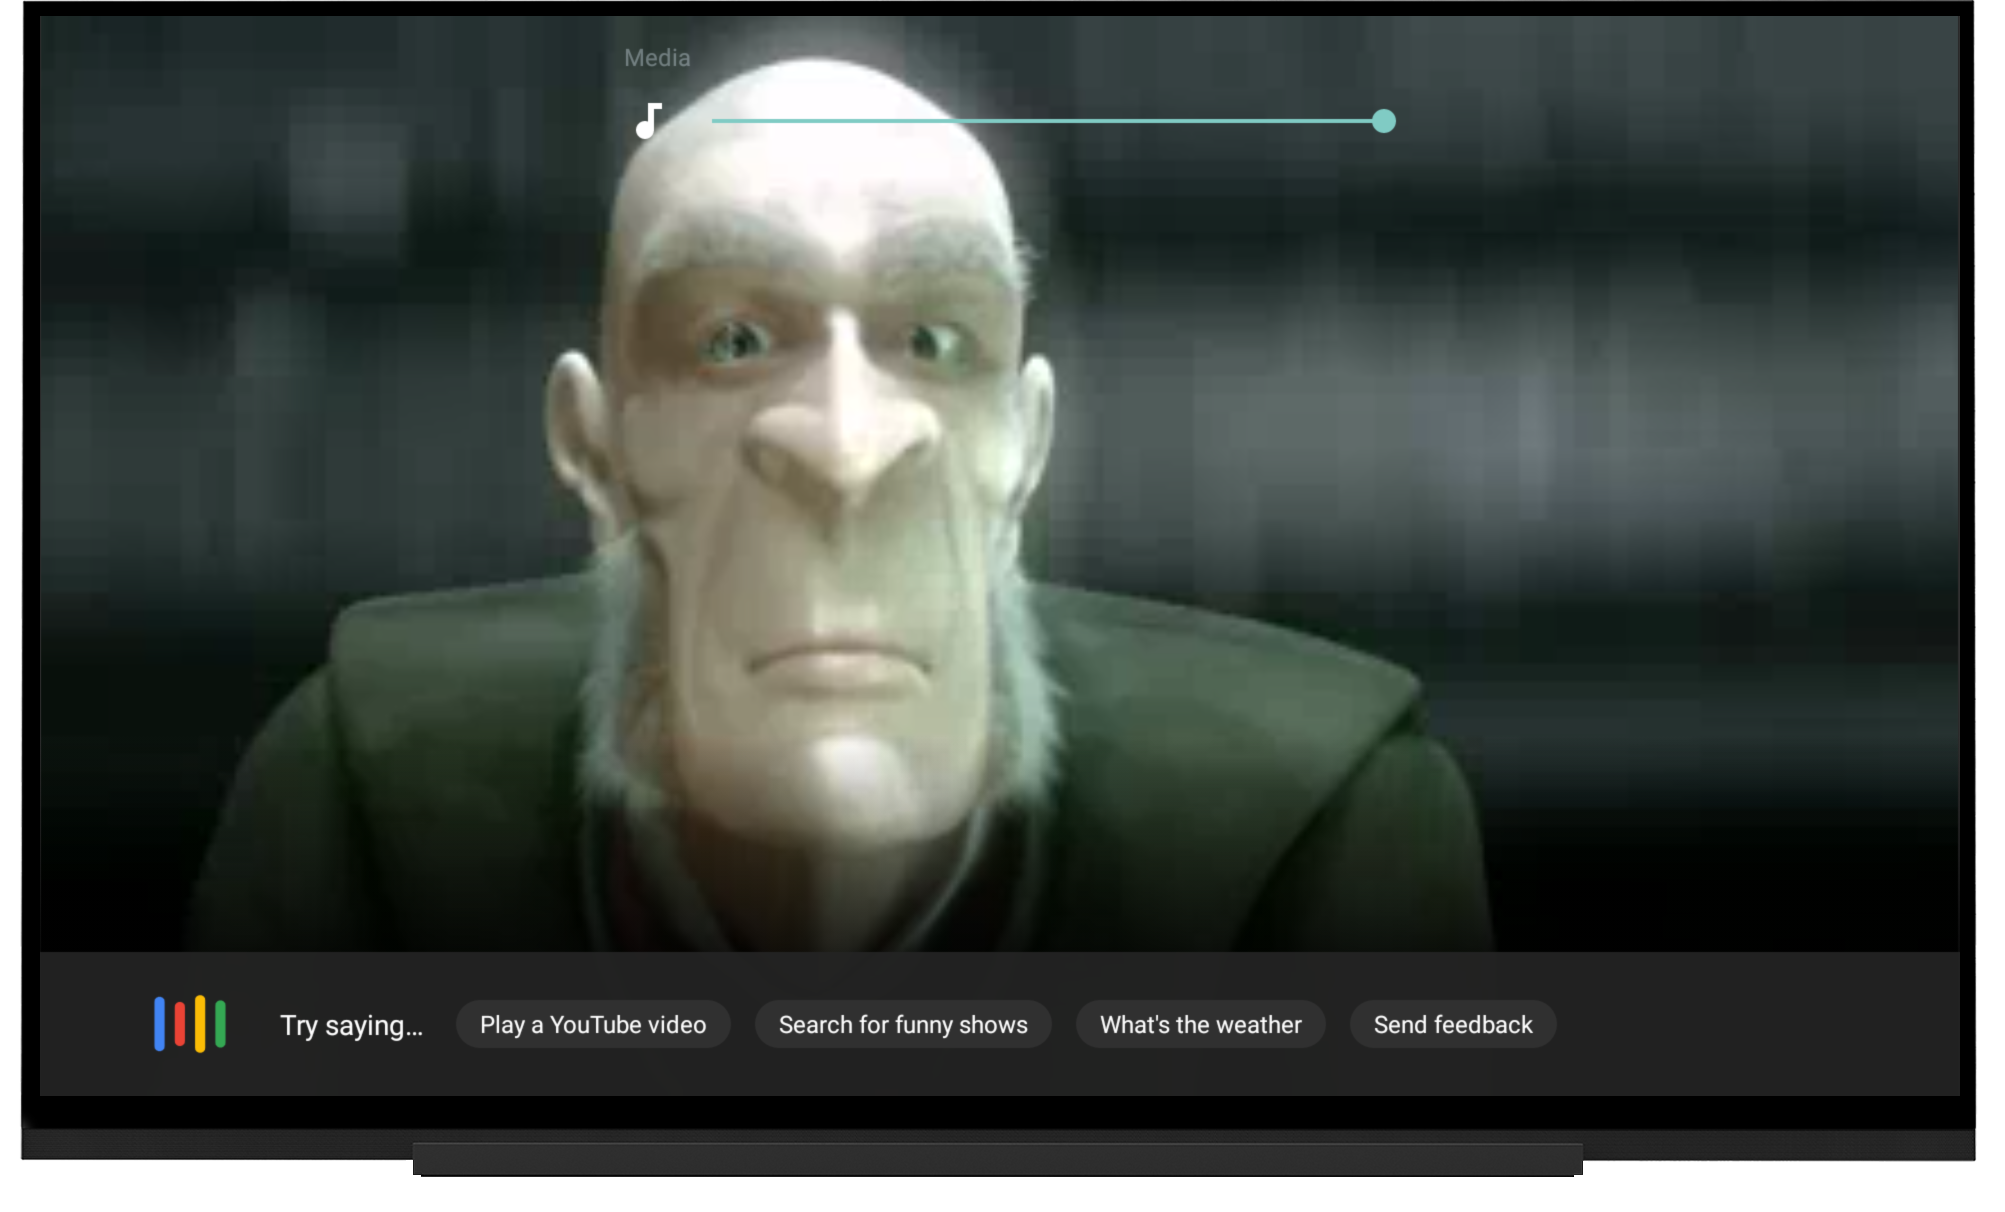 Media
Try saying...
Play a YouTube video
Search for funny shows
What's the weather
Send feedback